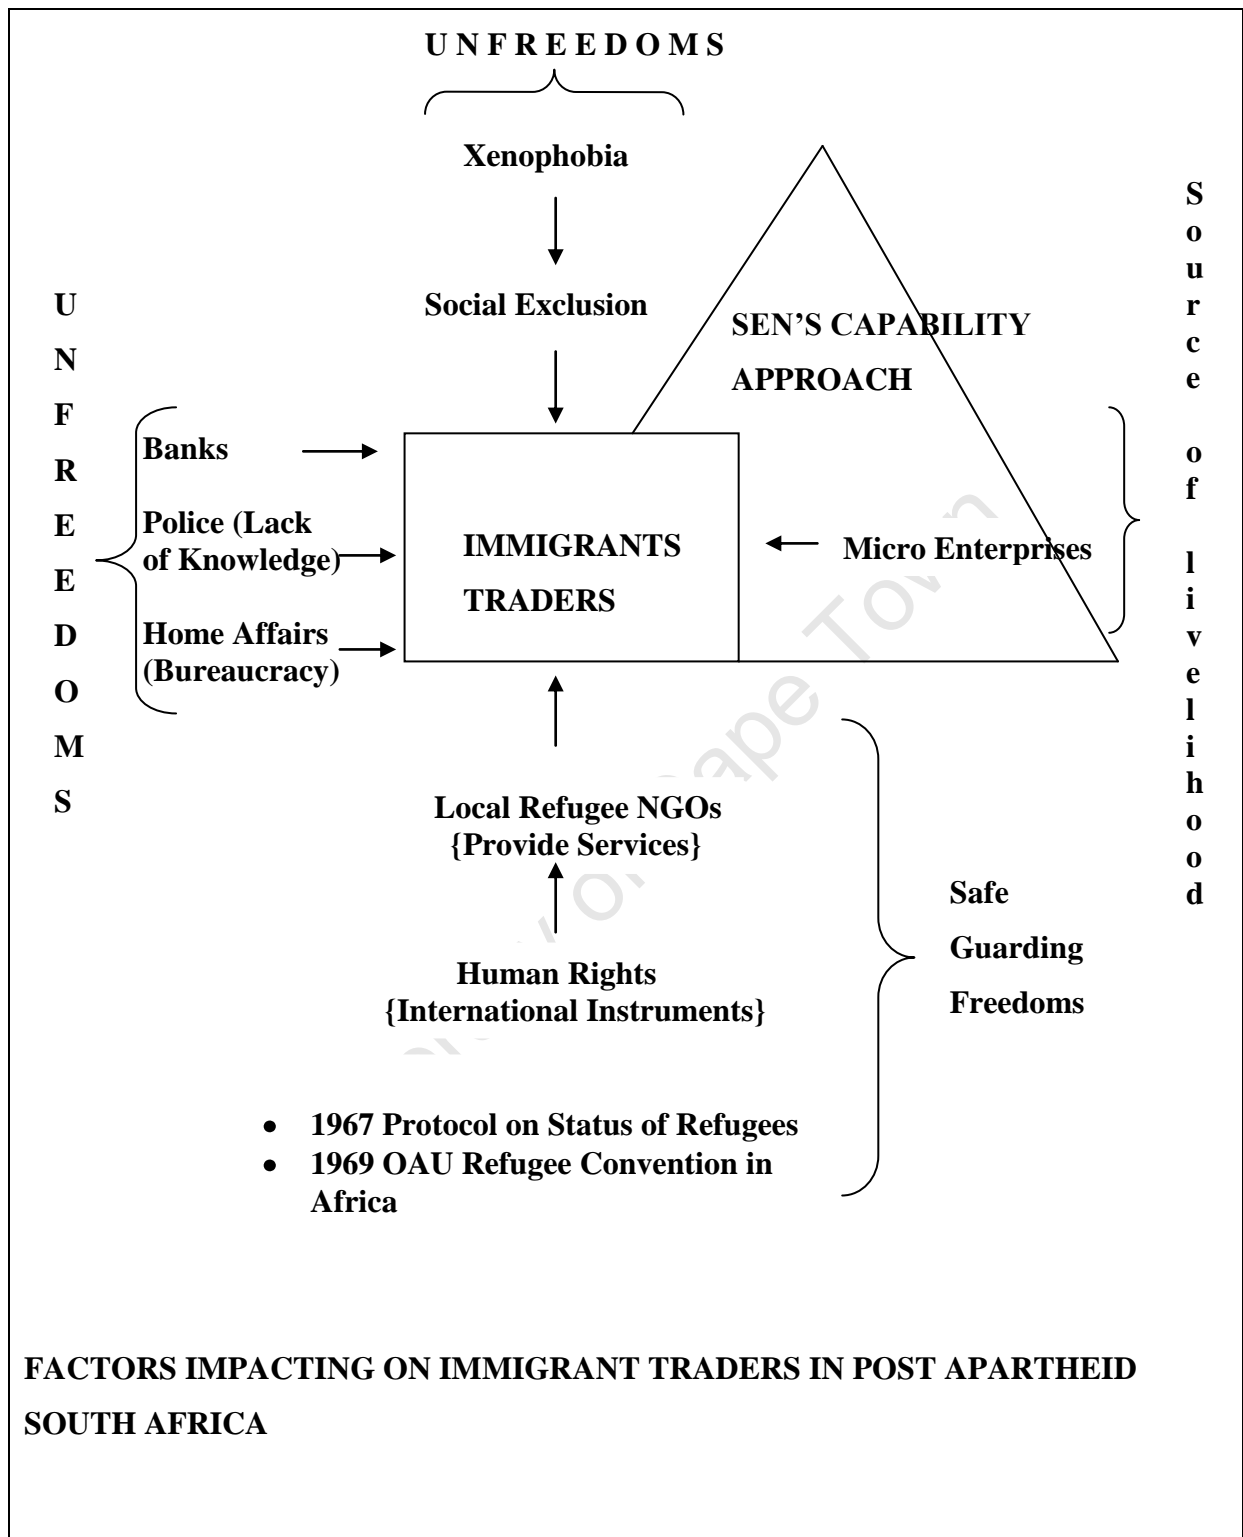 U N F R E E D O M S
Xenophobia
Social Exclusion
SEN'S CAPABILITY
APPROACH
U
N
F
R
E
E
D
O
M
S
Banks
Police (Lack
of Knowledge)
Home Affairs
(Bureaucracy)
IMMIGRANTS
TRADERS
Micro Enterprises
S
o
u
r
c
e
o
f
l
i
v
e
l
i
h
o
o
d
Local Refugee NGOs
{Provide Services}
Human Rights
{International Instruments}
Safe
Guarding
Freedoms
• 1967 Protocol on Status of Refugees
• 1969 OAU Refugee Convention in
Africa
FACTORS IMPACTING ON IMMIGRANT TRADERS IN POST APARTHEID
SOUTH AFRICA